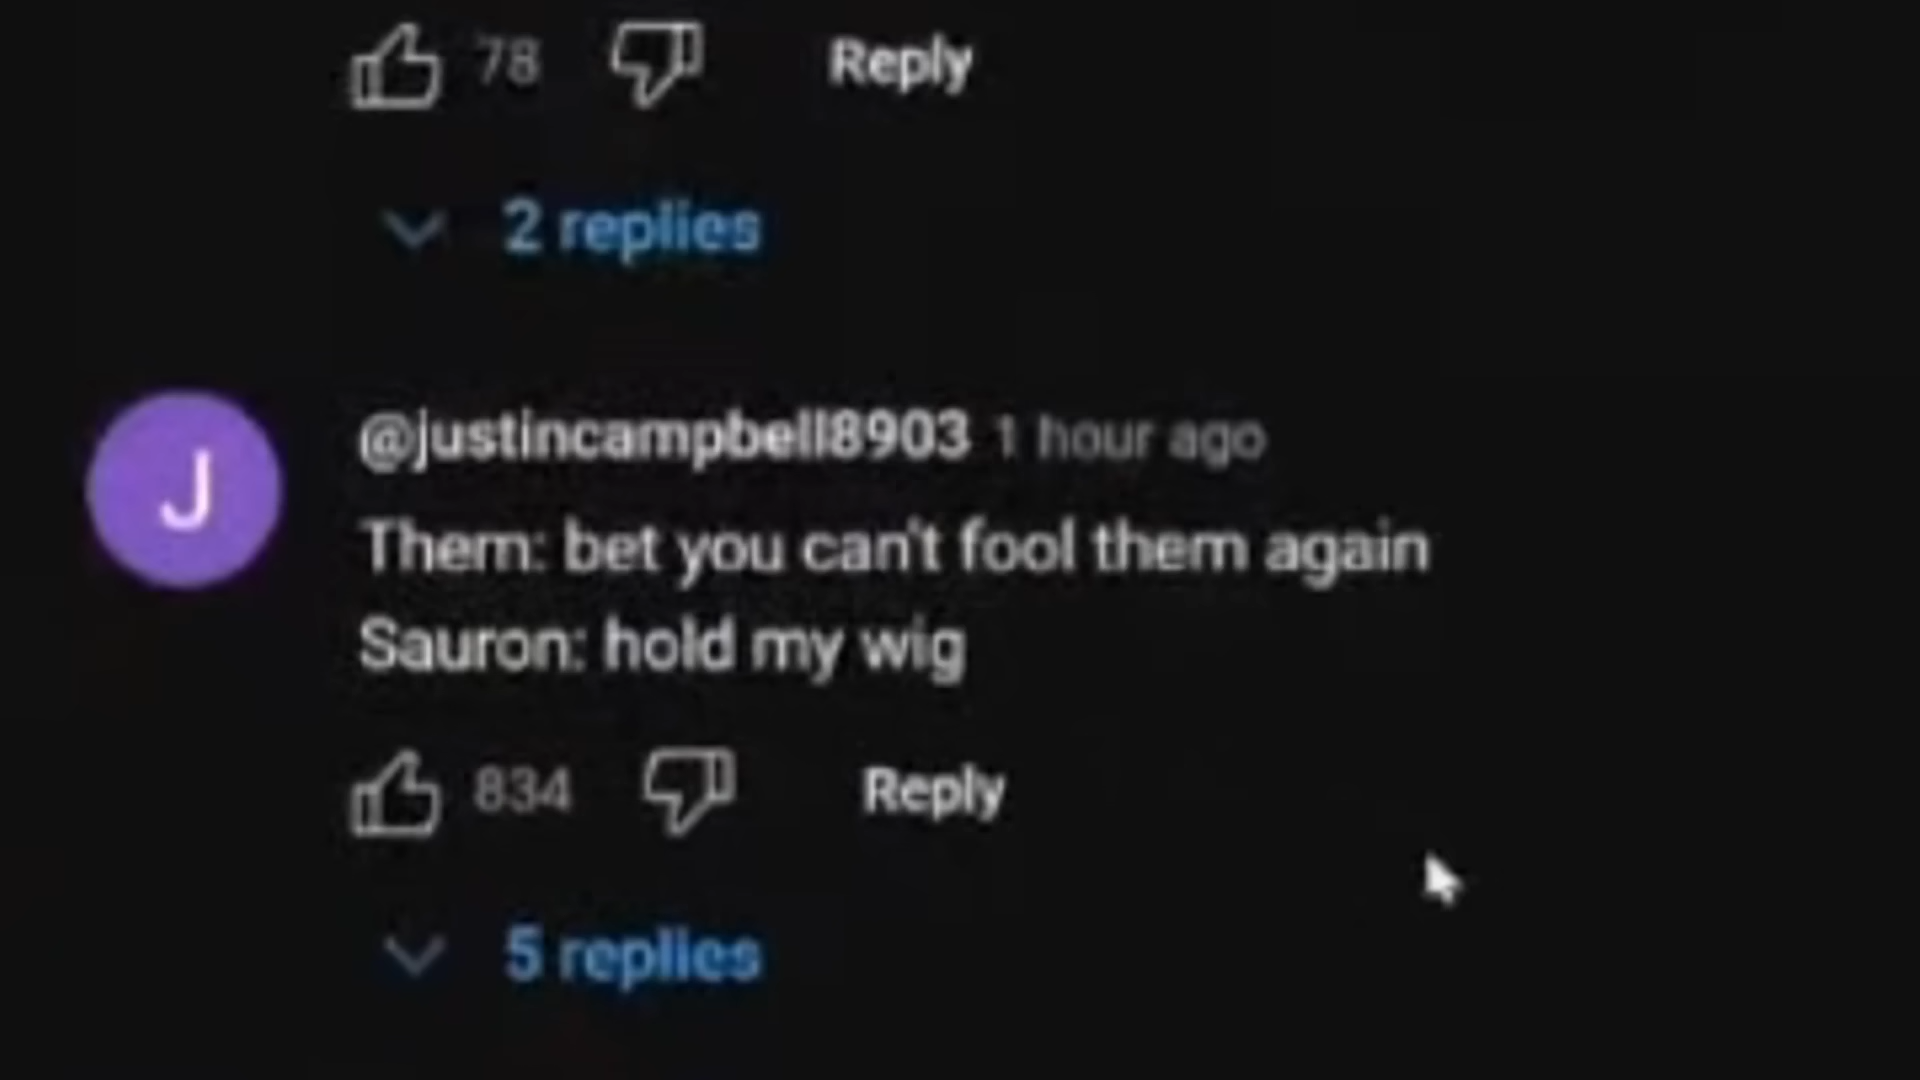 78 Reply
2 replies
J
@justincampbell8903 1 hour ago
Them: bet you can't fool them again
Sauron: hold my wig
834 Reply
5 replies